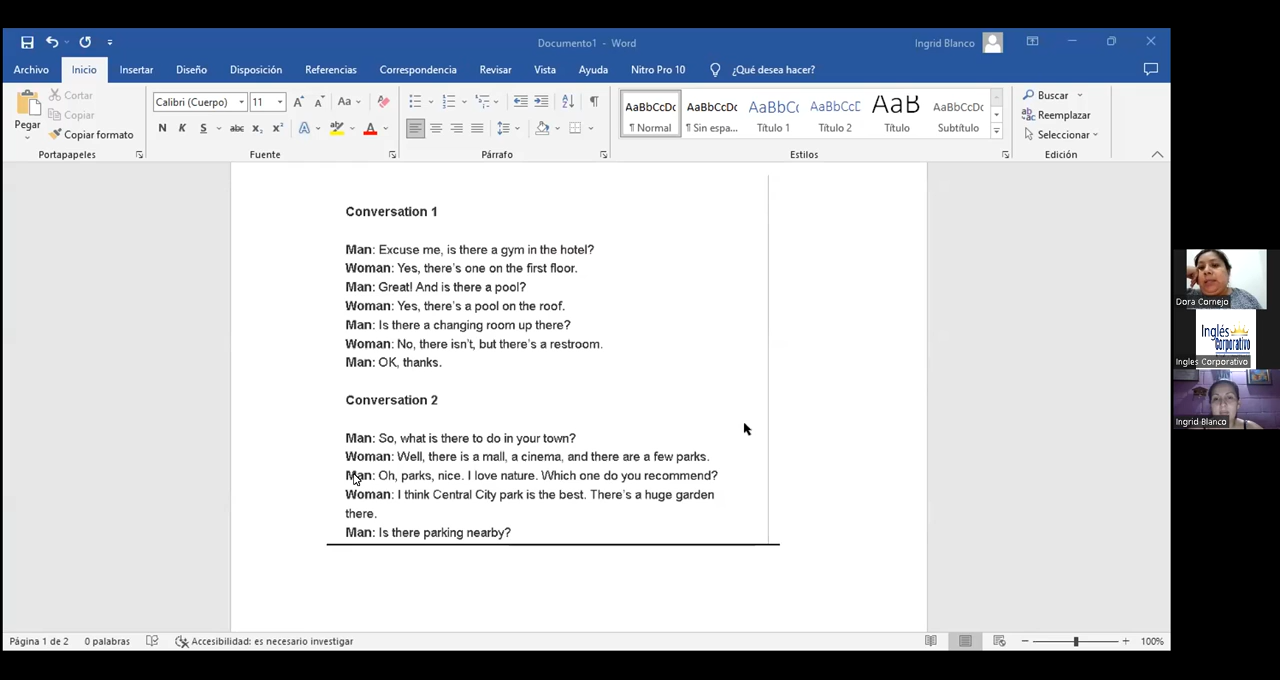 Documento1 - Word
Ingrid Blanco
Archivo Inicio Insertar Diseño Disposición Referencias Correspondencia Revisar Vista Ayuda Nitro Pro 10 ¿Qué desea hacer?
Pegar
Cortar
Copiar
Copiar formato
Portapapeles
Calibri (Cuerpo) 11
N K S abc x₂ x²
Fuente
Párrafo
AaBbCcDc AaBbCcDc AaBbC( AaBbCcD AaB AaBbCcDc
¶ Normal ¶ Sin espa... Título 1 Título 2 Título Subtítulo
Estilos
Buscar
Reemplazar
Seleccionar
Edición
Conversation 1
Man: Excuse me, is there a gym in the hotel?
Woman: Yes, there's one on the first floor.
Man: Great! And is there a pool?
Woman: Yes, there's a pool on the roof.
Man: Is there a changing room up there?
Woman: No, there isn't, but there's a restroom.
Man: OK, thanks.
Conversation 2
Man: So, what is there to do in your town?
Woman: Well, there is a mall, a cinema, and there are a few parks.
Man: Oh, parks, nice. I love nature. Which one do you recommend?
Woman: I think Central City park is the best. There's a huge garden
there.
Man: Is there parking nearby?
Página 1 de 2 0 palabras Accesibilidad: es necesario investigar 100%
Dora Cornejo
Inglés
Corporativo
Ingles Corporativo
Ingrid Blanco